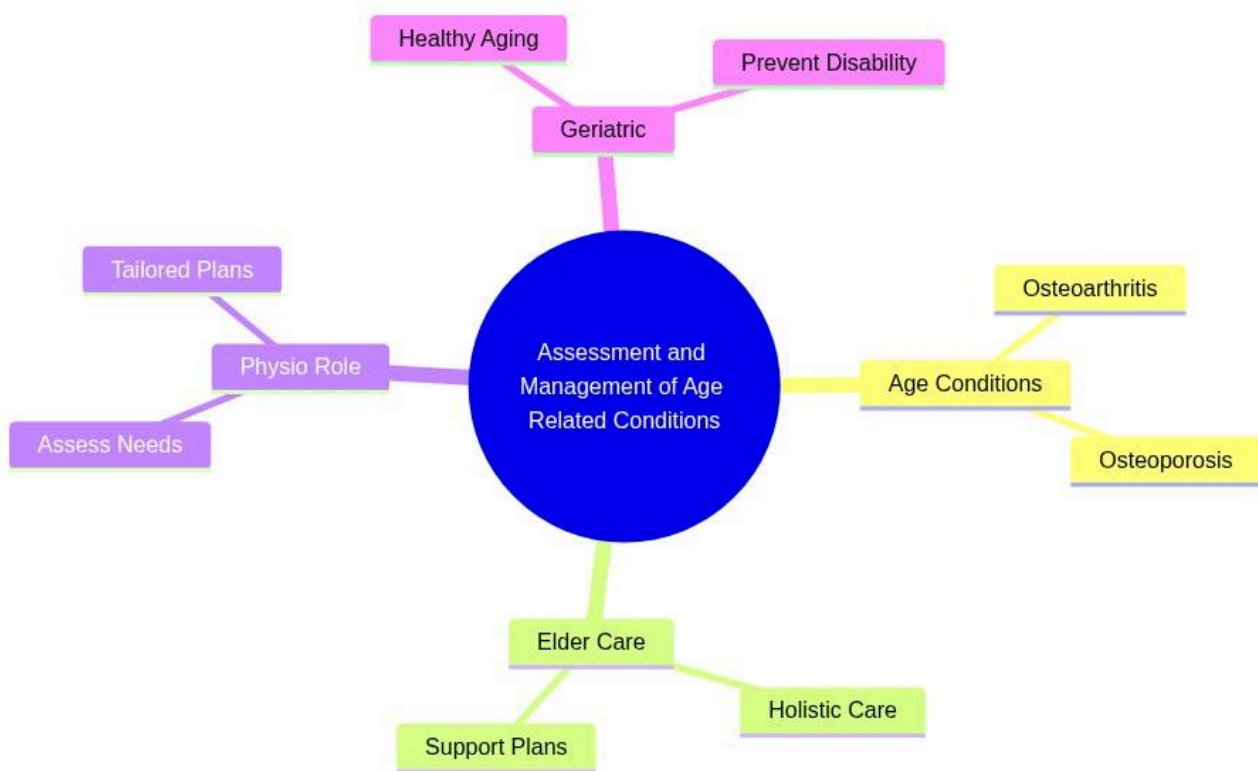 Healthy Aging
Prevent Disability
Geriatric
Tailored Plans
Physio Role
Assess Needs
Assessment and
Management of Age
Related Conditions
Osteoarthritis
Age Conditions
Osteoporosis
Elder Care
Holistic Care
Support Plans